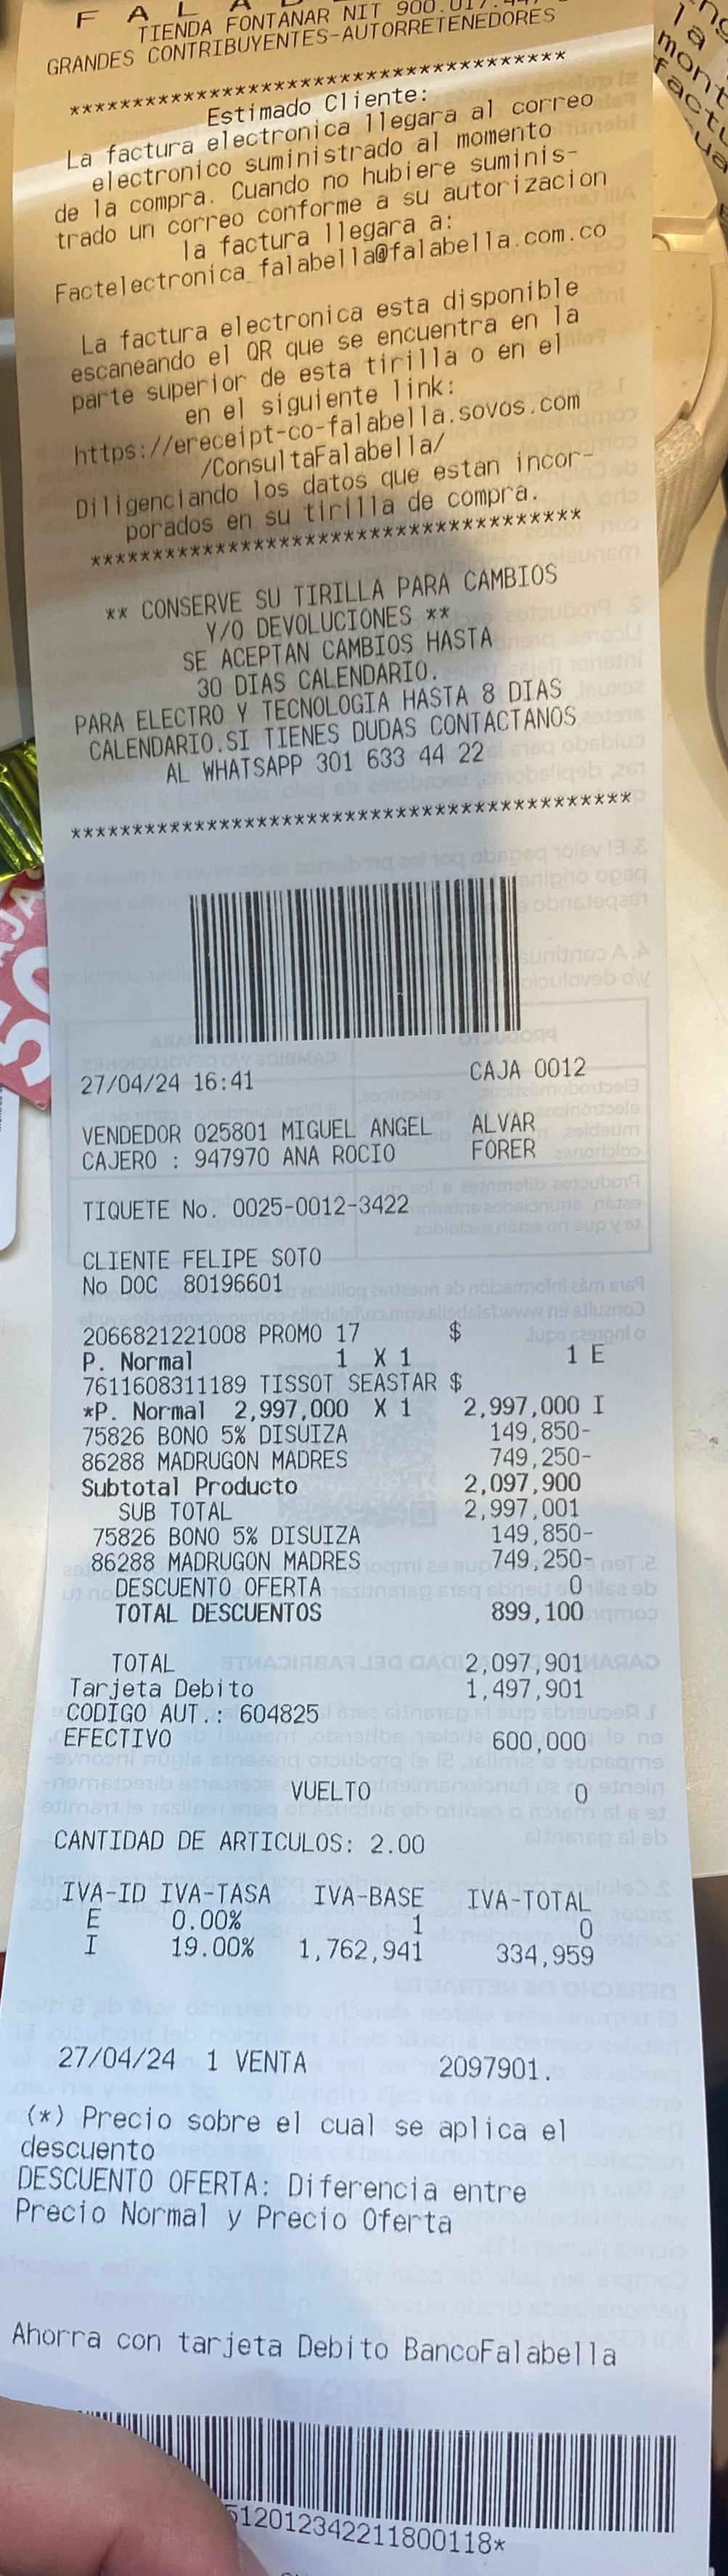 F A L A
TIENDA FONTANAR NIT 900.017.447
GRANDES CONTRIBUYENTES-AUTORRETENEDORES
***************************************
Estimado Cliente:
La factura electronica llegara al correo
electronico suministrado al momento
de la compra. Cuando no hubiere suminis-
trado un correo conforme a su autorizacion
la factura llegara a:
Factelectronica_falabella@falabella.com.co
La factura electronica esta disponible
escaneando el QR que se encuentra en la
parte superior de esta tirilla o en el
en el siguiente link:
https://ereceipt-co-falabella.sovos.com
/ConsultaFalabella/
Diligenciando los datos que estan incor-
porados en su tirilla de compra.
***************************************
** CONSERVE SU TIRILLA PARA CAMBIOS
Y/O DEVOLUCIONES **
SE ACEPTAN CAMBIOS HASTA
30 DIAS CALENDARIO.
PARA ELECTRO Y TECNOLOGIA HASTA 8 DIAS
CALENDARIO.SI TIENES DUDAS CONTACTANOS
AL WHATSAPP 301 633 44 22
*********************************************
27/04/24 16:41 CAJA 0012
VENDEDOR 025801 MIGUEL ANGEL ALVAR
CAJERO : 947970 ANA ROCIO FORER
TIQUETE No. 0025-0012-3422
CLIENTE FELIPE SOTO
No DOC 80196601
2066821221008 PROMO 17 $
P. Normal 1 X 1 1 E
7611608311189 TISSOT SEASTAR $
*P. Normal 2,997,000 X 1 2,997,000 I
75826 BONO 5% DISUIZA 149,850-
86288 MADRUGON MADRES 749,250-
Subtotal Producto 2,097,900
SUB TOTAL 2,997,001
75826 BONO 5% DISUIZA 149,850-
86288 MADRUGON MADRES 749,250-
DESCUENTO OFERTA 0
TOTAL DESCUENTOS 899,100
TOTAL 2,097,901
Tarjeta Debito 1,497,901
CODIGO AUT.: 604825
EFECTIVO 600,000
VUELTO 0
CANTIDAD DE ARTICULOS: 2.00
IVA-ID IVA-TASA IVA-BASE IVA-TOTAL
E 0.00% 1 0
I 19.00% 1,762,941 334,959
27/04/24 1 VENTA 2097901.
(*) Precio sobre el cual se aplica el
descuento
DESCUENTO OFERTA: Diferencia entre
Precio Normal y Precio Oferta
Ahorra con tarjeta Debito BancoFalabella
512012342211800118*